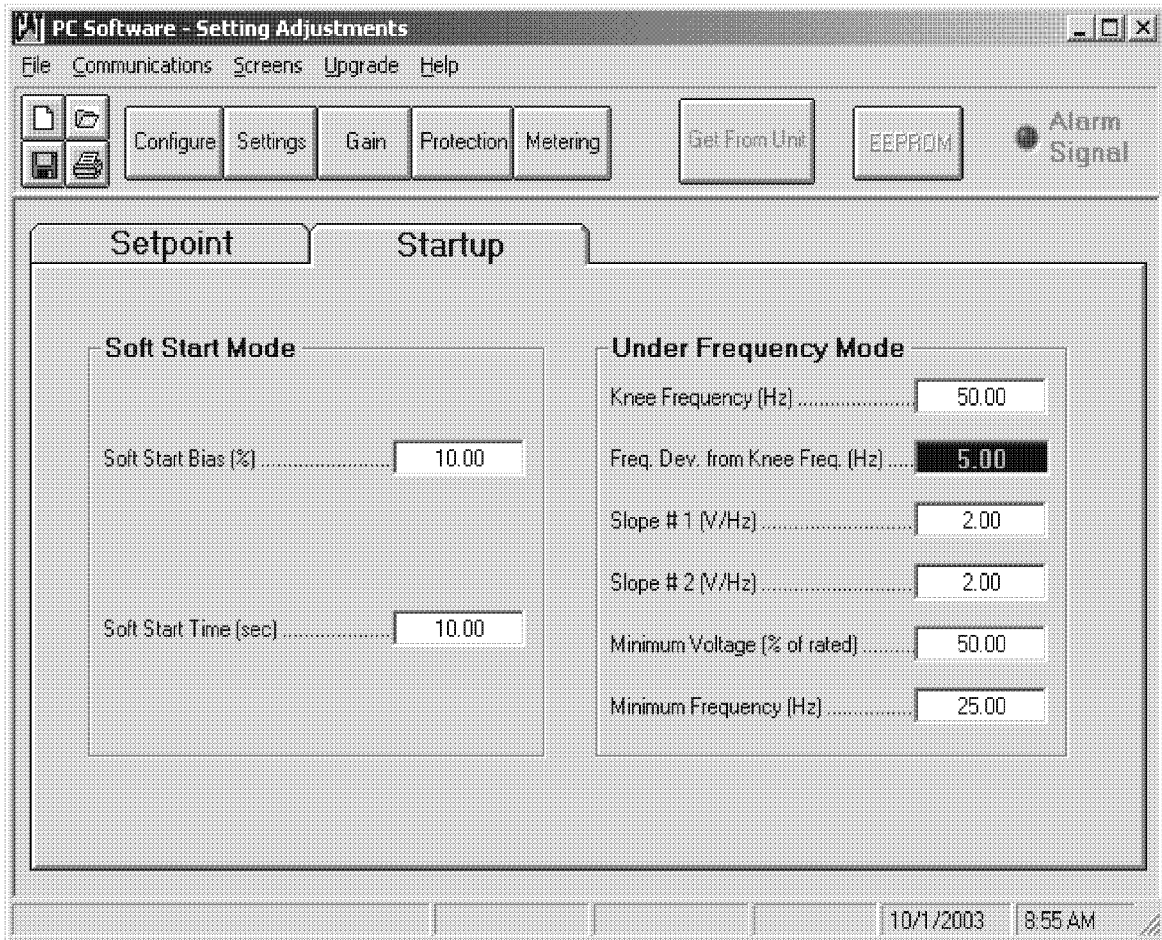 PC Software - Setting Adjustments
File Communications Screens Upgrade Help
Configure Settings Gain Protection Metering Get From Unit EEPROM Alarm Signal
Setpoint Startup
Soft Start Mode
Soft Start Bias (%) 10.00
Soft Start Time (sec) 10.00
Under Frequency Mode
Knee Frequency (Hz) 50.00
Freq. Dev. from Knee Freq. (Hz) 5.00
Slope # 1 (V/Hz) 2.00
Slope # 2 (V/Hz) 2.00
Minimum Voltage (% of rated) 50.00
Minimum Frequency (Hz) 25.00
10/1/2003 8:55 AM